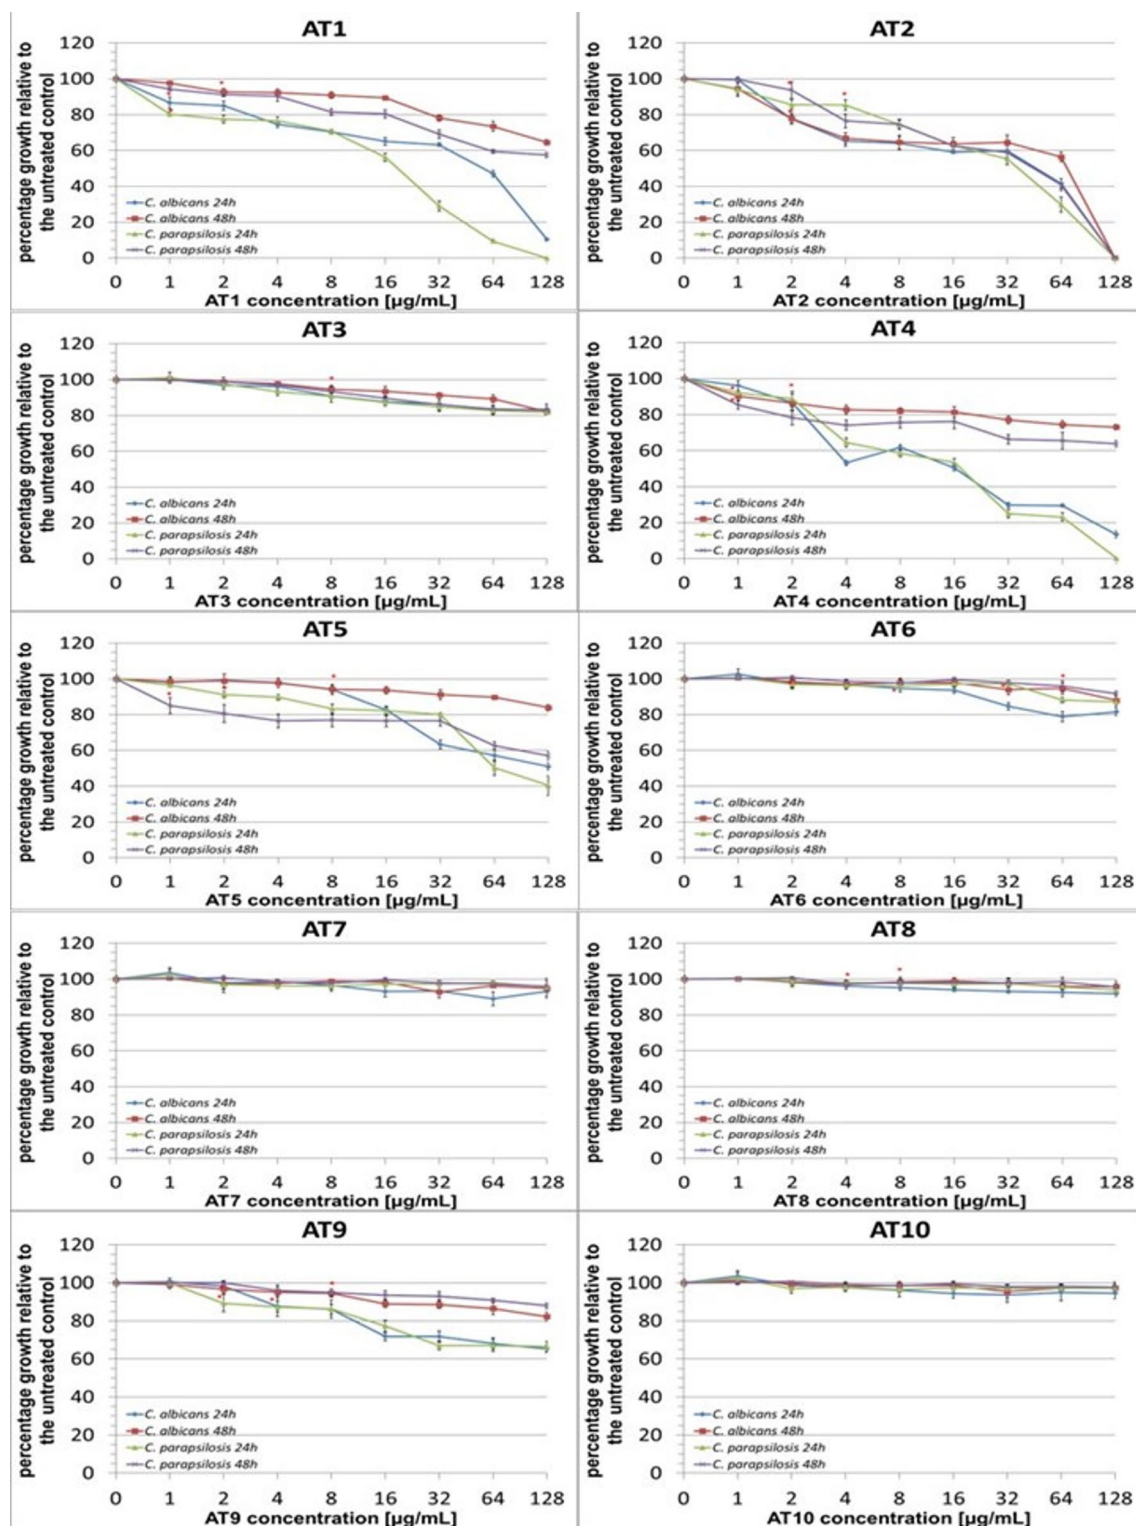 AT1
percentage growth relative to
the untreated control
120
100
80
60
40
20
0
C. albicans 24h
C. albicans 48h
C. parapsilosis 24h
C. parapsilosis 48h
0 1 2 4 8 16 32 64 128
AT1 concentration [µg/mL]
AT2
percentage growth relative to
the untreated control
120
100
80
60
40
20
0
C. albicans 24h
C. albicans 48h
C. parapsilosis 24h
C. parapsilosis 48h
0 1 2 4 8 16 32 64 128
AT2 concentration [µg/mL]
AT3
percentage growth relative to
the untreated control
120
100
80
60
40
20
0
C. albicans 24h
C. albicans 48h
C. parapsilosis 24h
C. parapsilosis 48h
0 1 2 4 8 16 32 64 128
AT3 concentration [µg/mL]
AT4
percentage growth relative to
the untreated control
120
100
80
60
40
20
0
C. albicans 24h
C. albicans 48h
C. parapsilosis 24h
C. parapsilosis 48h
0 1 2 4 8 16 32 64 128
AT4 concentration [µg/mL]
AT5
percentage growth relative to
the untreated control
120
100
80
60
40
20
0
C. albicans 24h
C. albicans 48h
C. parapsilosis 24h
C. parapsilosis 48h
0 1 2 4 8 16 32 64 128
AT5 concentration [µg/mL]
AT6
percentage growth relative to
the untreated control
120
100
80
60
40
20
0
C. albicans 24h
C. albicans 48h
C. parapsilosis 24h
C. parapsilosis 48h
0 1 2 4 8 16 32 64 128
AT6 concentration [µg/mL]
AT7
percentage growth relative to
the untreated control
120
100
80
60
40
20
0
C. albicans 24h
C. albicans 48h
C. parapsilosis 24h
C. parapsilosis 48h
0 1 2 4 8 16 32 64 128
AT7 concentration [µg/mL]
AT8
percentage growth relative to
the untreated control
120
100
80
60
40
20
0
C. albicans 24h
C. albicans 48h
C. parapsilosis 24h
C. parapsilosis 48h
0 1 2 4 8 16 32 64 128
AT8 concentration [µg/mL]
AT9
percentage growth relative to
the untreated control
120
100
80
60
40
20
0
C. albicans 24h
C. albicans 48h
C. parapsilosis 24h
C. parapsilosis 48h
0 1 2 4 8 16 32 64 128
AT9 concentration [µg/mL]
AT10
percentage growth relative to
the untreated control
120
100
80
60
40
20
0
C. albicans 24h
C. albicans 48h
C. parapsilosis 24h
C. parapsilosis 48h
0 1 2 4 8 16 32 64 128
AT10 concentration [µg/mL]